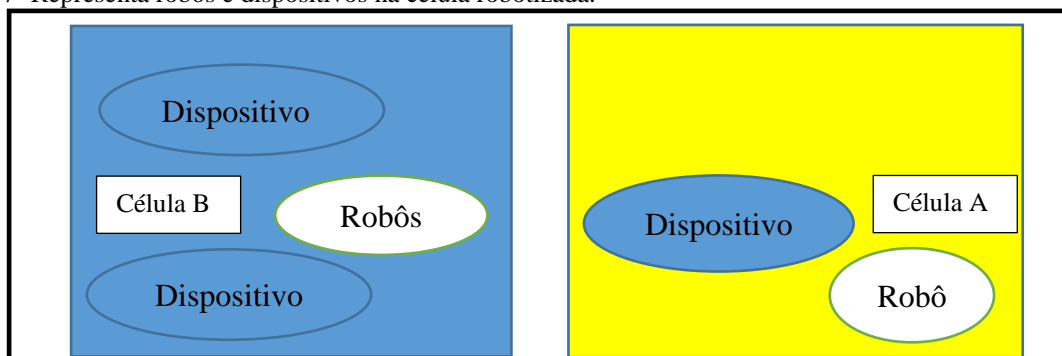 Representa robôs e dispositivos na célula robotizada.
Dispositivo
Célula B
Robôs
Dispositivo
Dispositivo
Célula A
Robô